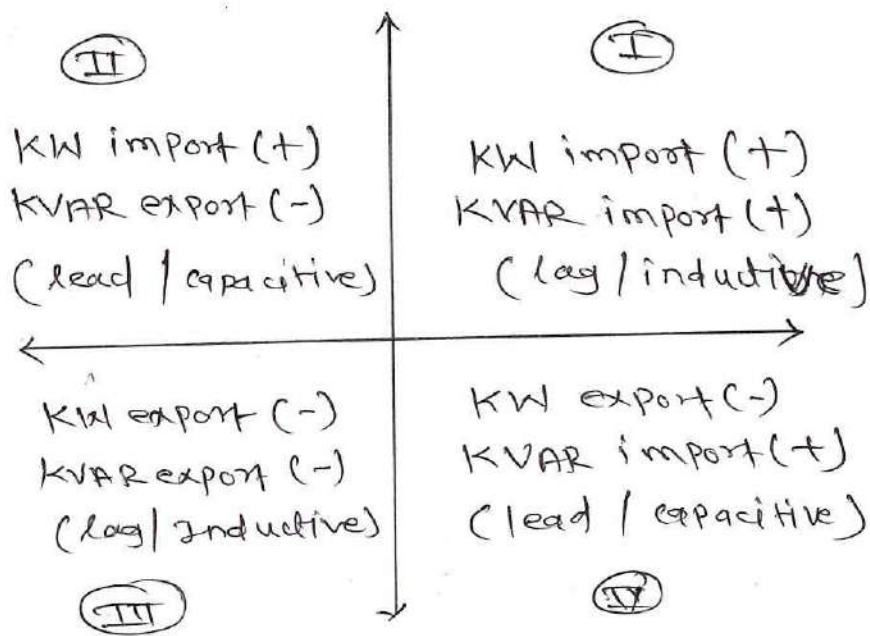 II
KW import (+)
KVAR export (-)
(lead / capacitive)
I
KW import (+)
KVAR import (+)
(lag / inductive)
KW export (-)
KVAR export (-)
(lag / Inductive)
III
KW export (-)
KVAR import (+)
(lead / capacitive)
IV